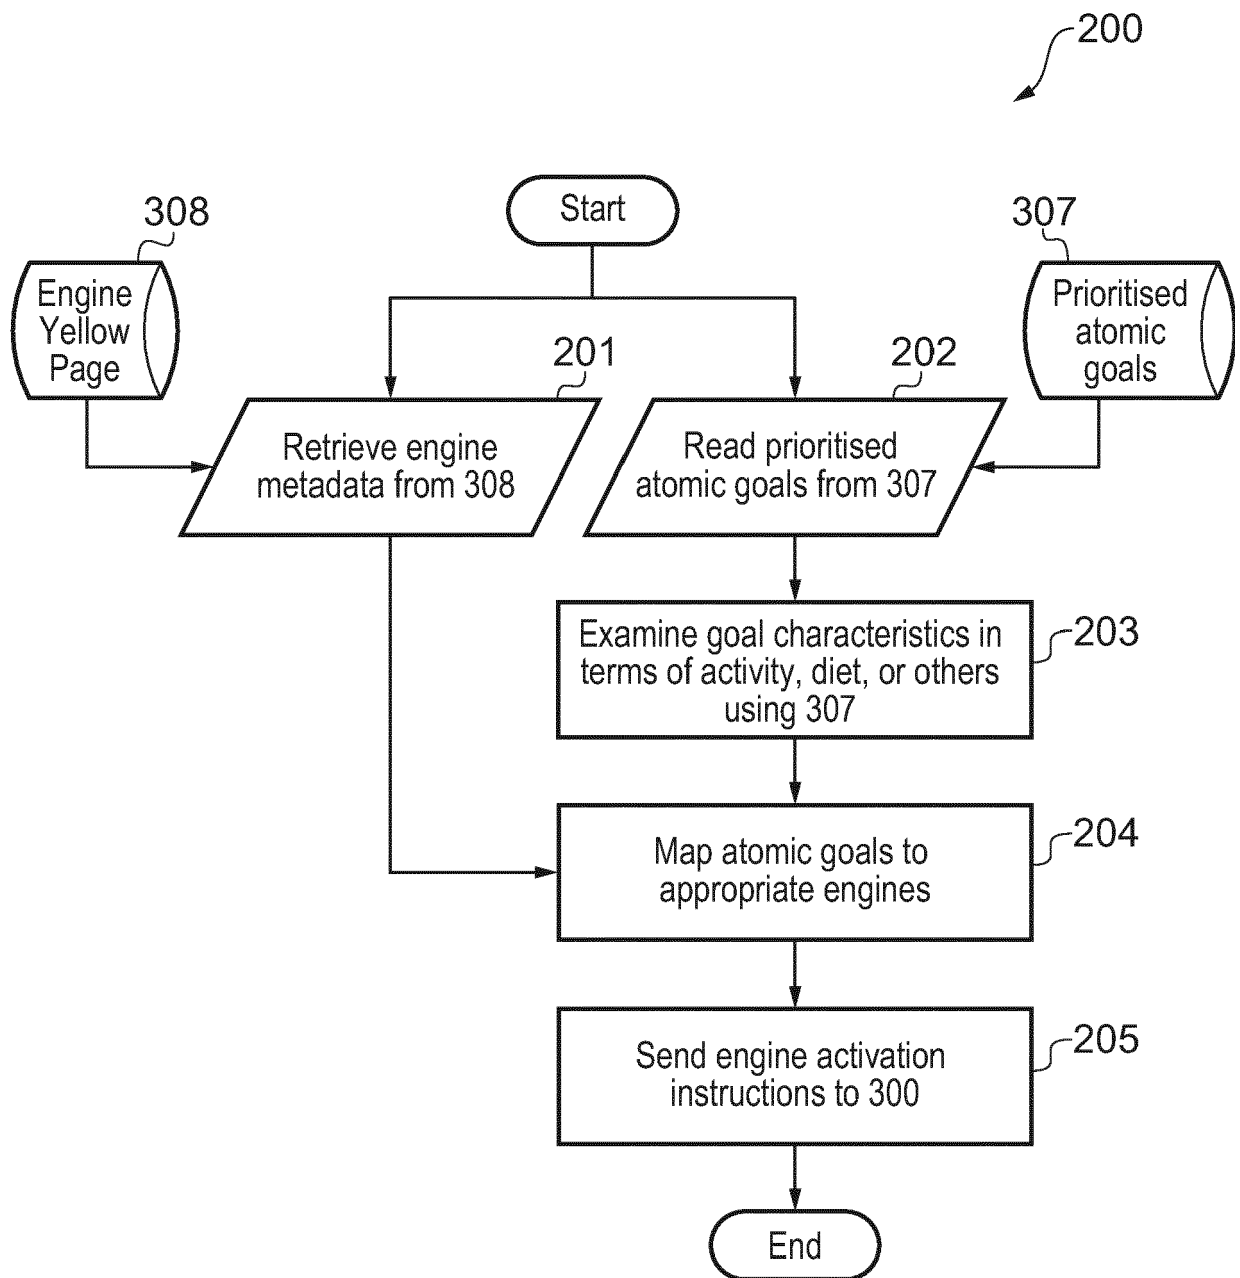 200
Start
308
307
Engine
Yellow
Page
Prioritised
atomic
goals
201
202
Retrieve engine
metadata from 308
Read prioritised
atomic goals from 307
203
Examine goal characteristics in
terms of activity, diet, or others
using 307
204
Map atomic goals to
appropriate engines
205
Send engine activation
instructions to 300
End